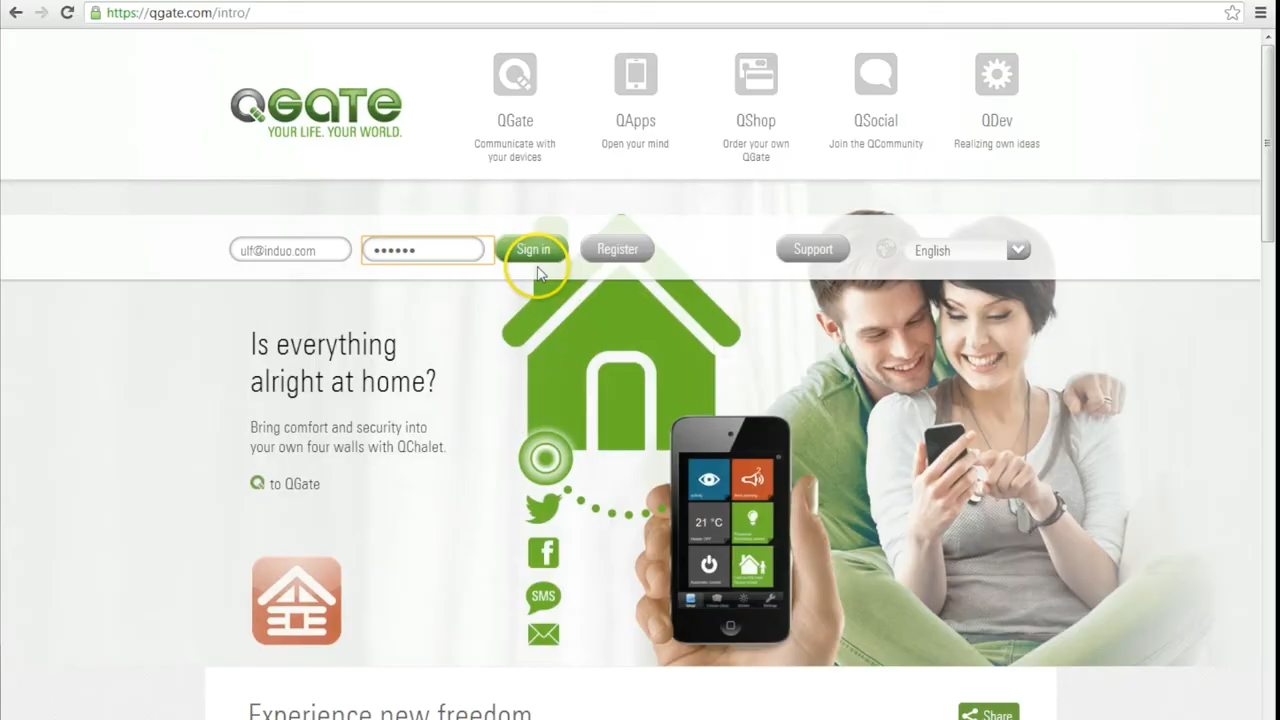 https://qgate.com/intro/
QGATE
YOUR LIFE. YOUR WORLD.
QGate
Communicate with
your devices
QApps
Open your mind
QShop
Order your own
QGate
QSocial
Join the QCommunity
QDev
Realizing own ideas
ulf@induo.com
••••••
Sign in
Register
Support
English
Is everything
alright at home?
Bring comfort and security into
your own four walls with QChalet.
to QGate
21 °C
SMS
Experience new freedom
Share